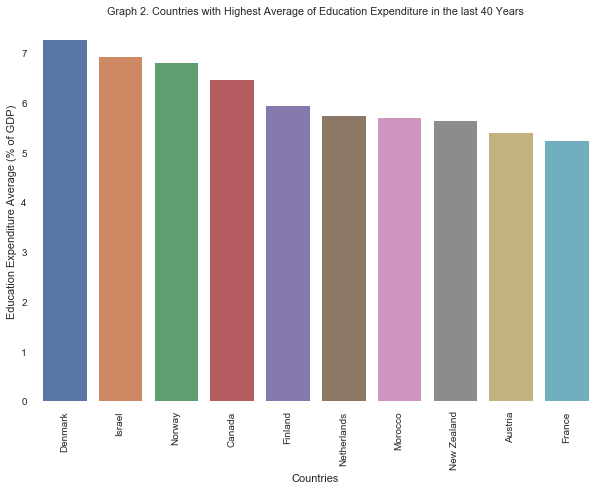 Graph 2. Countries with Highest Average of Education Expenditure in the last 40 Years
Education Expenditure Average (% of GDP)
7
6
5
4
3
2
1
0
Denmark
Israel
Norway
Canada
Finland
Netherlands
Morocco
New Zealand
Austria
France
Countries